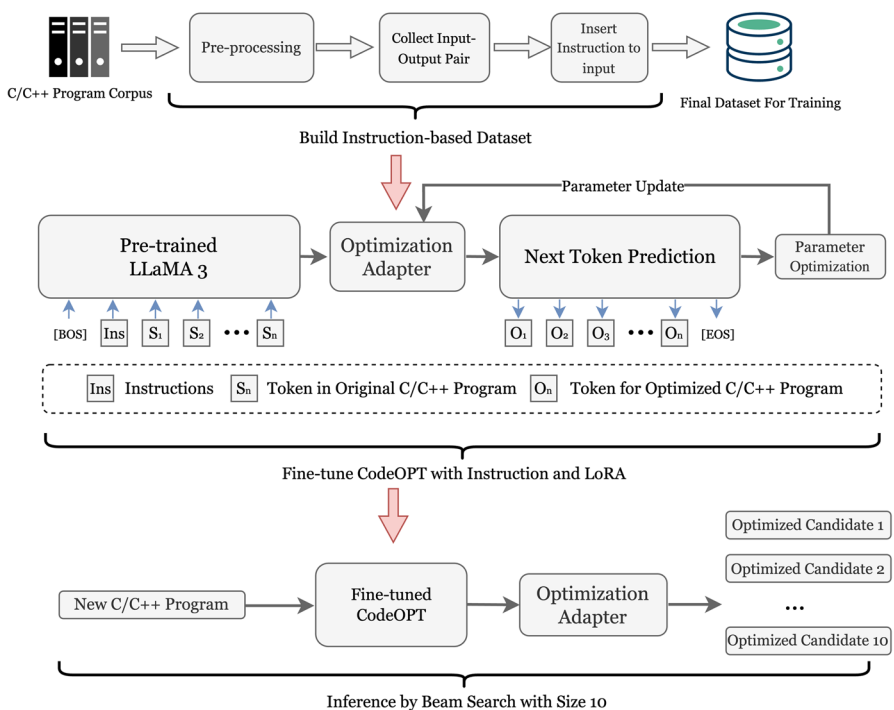 Pre-processing
Collect Input-
Output Pair
Insert
Instruction to
input
C/C++ Program Corpus
Final Dataset For Training
Build Instruction-based Dataset
Parameter Update
Pre-trained
LLaMA 3
Optimization
Adapter
Next Token Prediction
Parameter
Optimization
[BOS] Ins S1 S2 ••• Sn
O1 O2 O3 ••• On [EOS]
Ins Instructions Sn Token in Original C/C++ Program On Token for Optimized C/C++ Program
Fine-tune CodeOPT with Instruction and LoRA
New C/C++ Program
Fine-tuned
CodeOPT
Optimization
Adapter
Optimized Candidate 1
Optimized Candidate 2
...
Optimized Candidate 10
Inference by Beam Search with Size 10